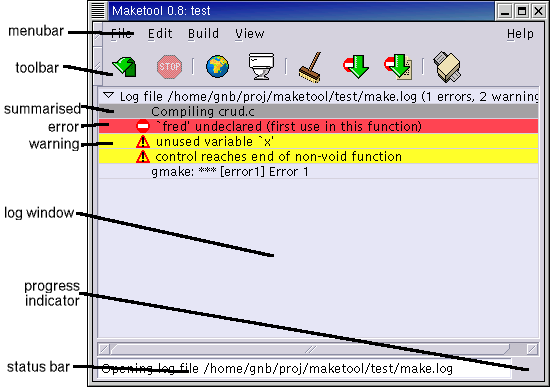 Maketool 0.8: test
menubar
File Edit Build View Help
toolbar
STOP
Log file /home/gnb/proj/maketool/test/make.log (1 errors, 2 warning
summarised
Compiling crud.c
error
`fred' undeclared (first use in this function)
warning
unused variable `x'
control reaches end of non-void function
gmake: *** [error1] Error 1
log window
progress
indicator
status bar
Opening log file /home/gnb/proj/maketool/test/make.log